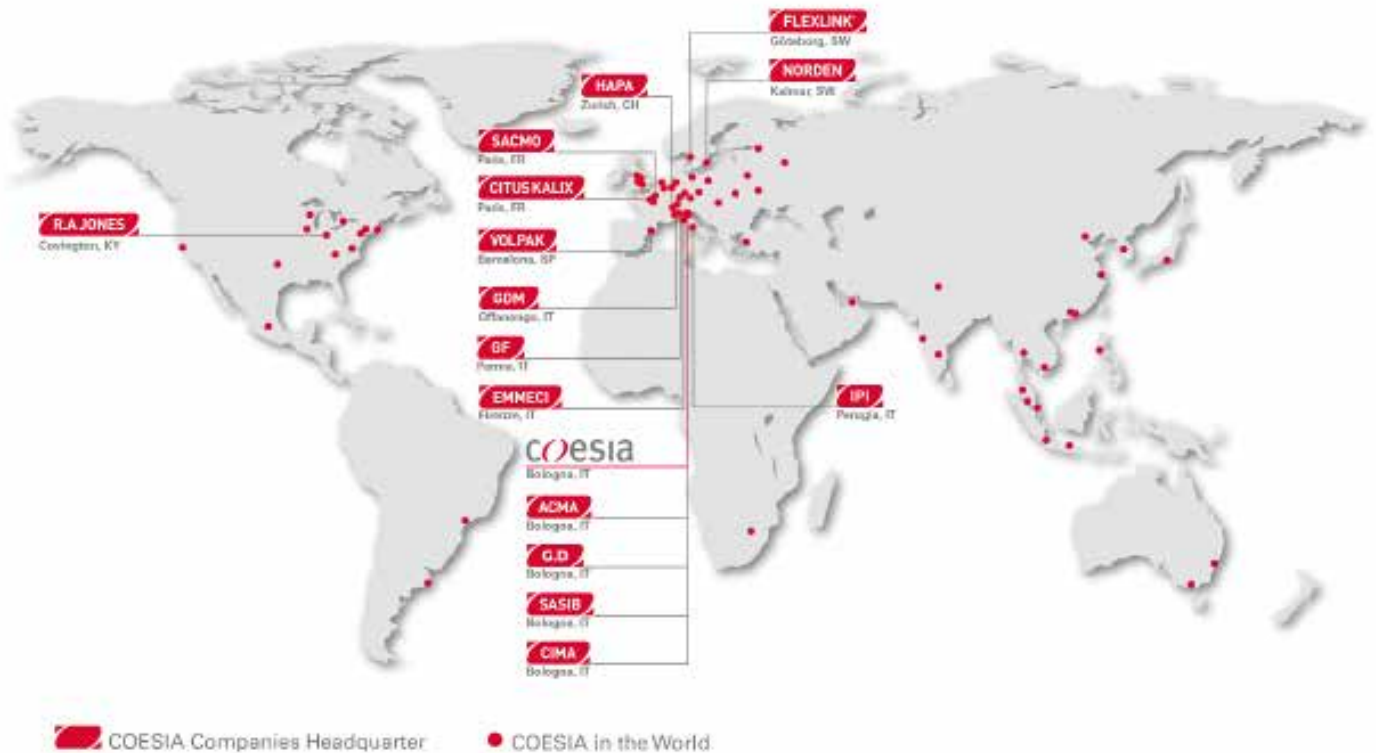 FLEXLINK
Göteborg, SW
NORDEN
Kalmar, SW
HAPA
Zurich, CH
SACMO
Paris, FR
CITUS KALIX
Paris, FR
R.A JONES
Covington, KY
VOLPAK
Barcelona, SP
GDM
Offanengo, IT
GF
Parma, IT
EMMECI
Firenze, IT
IPI
Perugia, IT
coesia
Bologna, IT
ACMA
Bologna, IT
G.D
Bologna, IT
SASIB
Bologna, IT
CIMA
Bologna, IT
COESIA Companies Headquarter
COESIA in the World